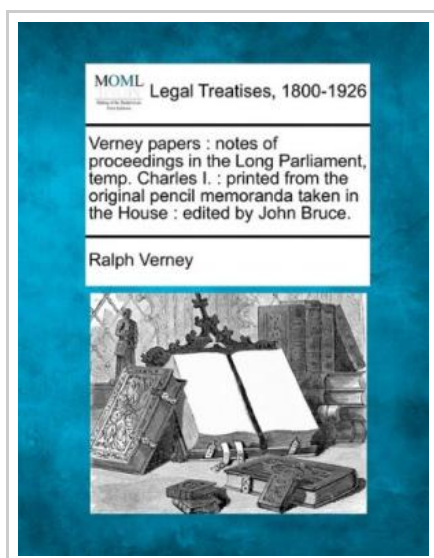 MOML
Legal Treatises, 1800-1926
Verney papers : notes of
proceedings in the Long Parliament,
temp. Charles I. : printed from the
original pencil memoranda taken in
the House : edited by John Bruce.
Ralph Verney